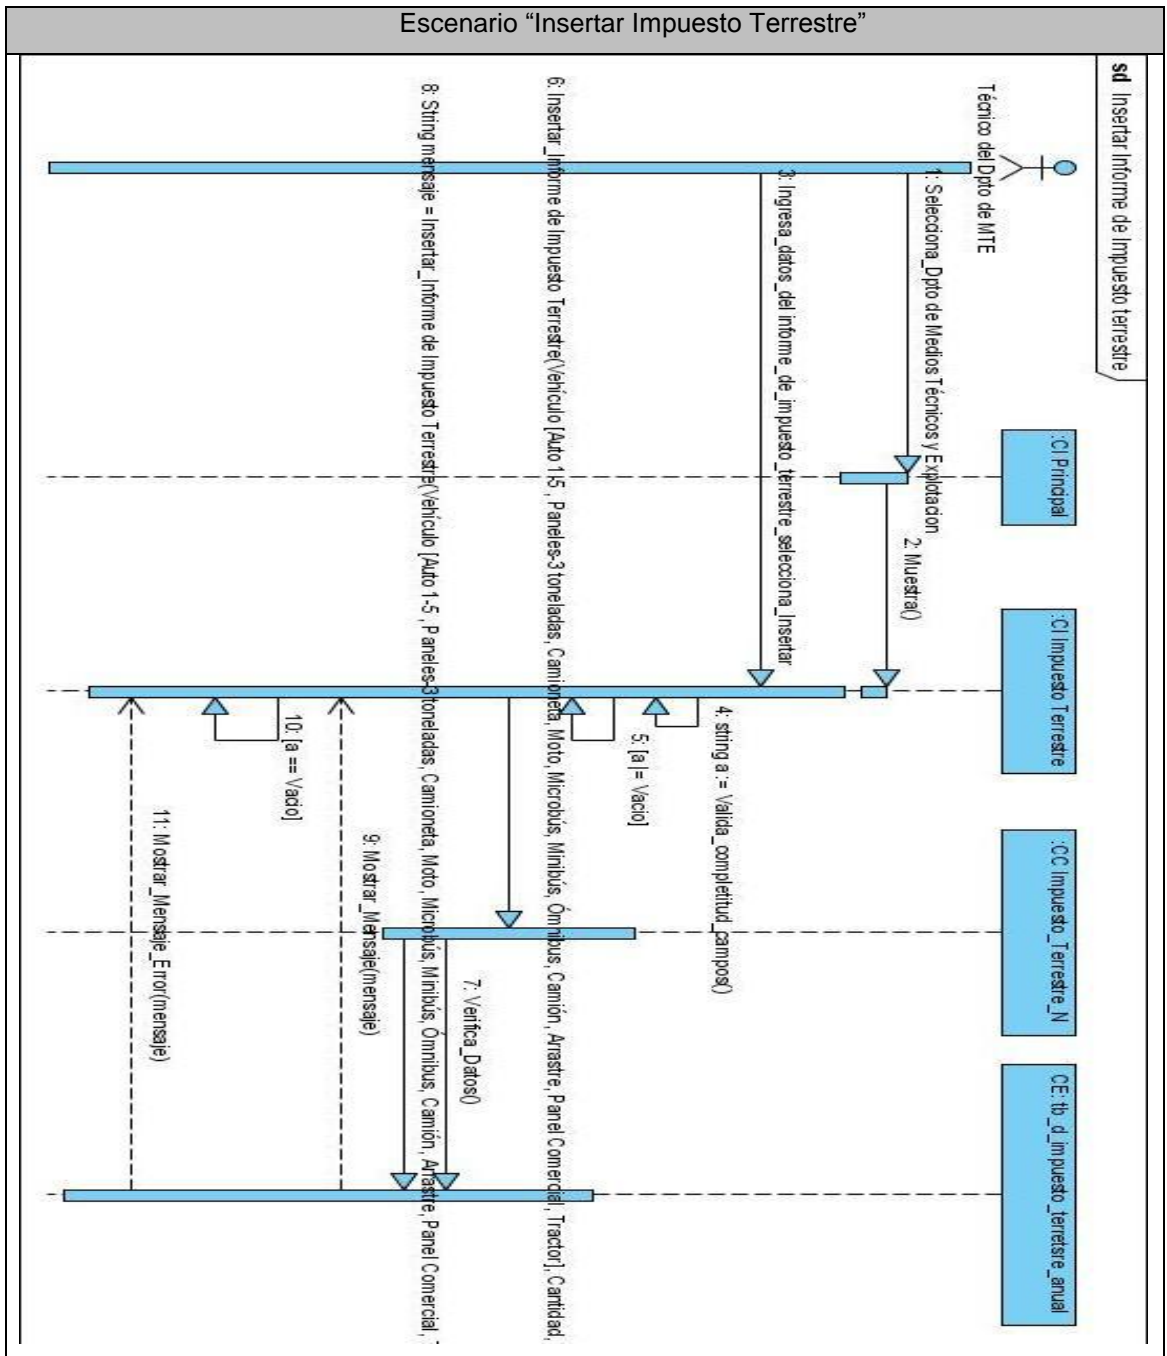 Escenario “Insertar Impuesto Terrestre”
sd Insertar Informe de Impuesto terrestre
Técnico del Dpto de MTE
:CI Principal
:CI Impuesto Terrestre
:CC Impuesto_Terrestre_N
CE: tb_d_impuesto_terretsre_anual
1: Selecciona_Dpto de Medios Técnicos y Explotacion
2: Muestra()
3: Ingresa_datos_del informe_de_impuesto_terrestre_selecciona_Insertar
4: string a := Valida_completitud_campos()
5: [a |= Vacio]
6: Insertar_Informe de Impuesto Terrestre(Vehículo [Auto 1-5 , Paneles-3 toneladas, Camioneta, Moto, Microbús, Minibús, Ómnibus, Camión, Arrastre, Panel Comercial, Tractor], Cantidad,
7: Verifica_Datos()
8: String mensaje = Insertar_Informe de Impuesto Terrestre(Vehículo [Auto 1-5 , Paneles-3 toneladas, Camioneta, Moto, Microbús, Minibús, Ómnibus, Camión, Arrastre, Panel Comercial,
9: Mostrar_Mensaje(mensaje)
10: [a == Vacio]
11: Mostrar_Mensaje_Error(mensaje)